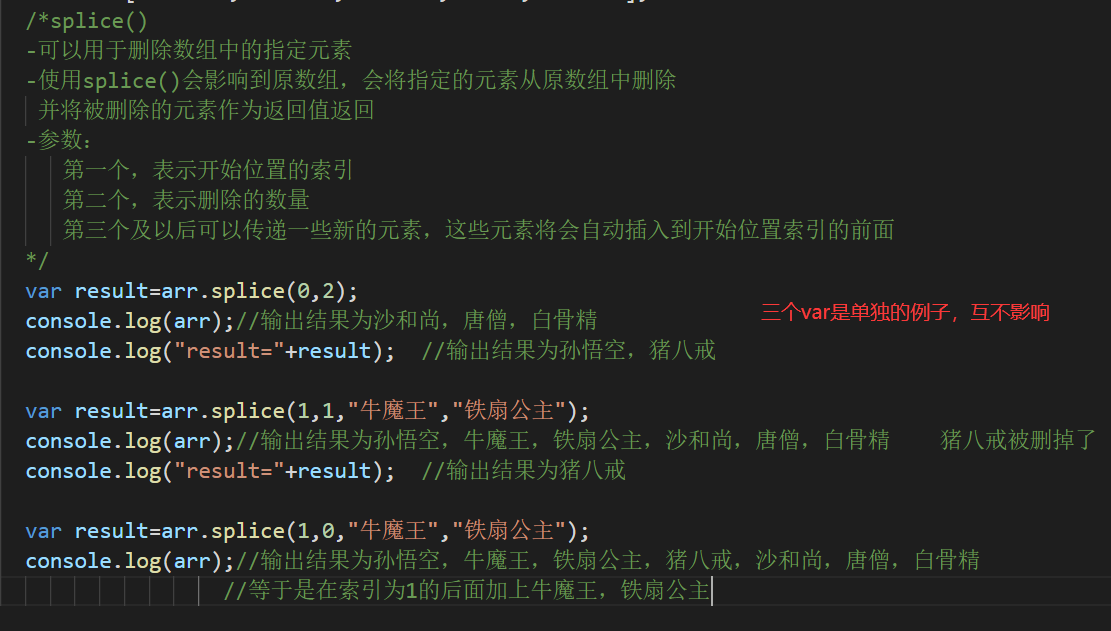 /*splice()
-可以用于删除数组中的指定元素
-使用splice()会影响到原数组，会将指定的元素从原数组中删除
并将被删除的元素作为返回值返回
-参数：
第一个，表示开始位置的索引
第二个，表示删除的数量
第三个及以后可以传递一些新的元素，这些元素将会自动插入到开始位置索引的前面
*/
var result=arr.splice(0,2);
console.log(arr);//输出结果为沙和尚，唐僧，白骨精
三个var是单独的例子，互不影响
console.log("result="+result);  //输出结果为孙悟空，猪八戒
var result=arr.splice(1,1,"牛魔王","铁扇公主");
console.log(arr);//输出结果为孙悟空，牛魔王，铁扇公主，沙和尚，唐僧，白骨精    猪八戒被删掉了
console.log("result="+result);  //输出结果为猪八戒
var result=arr.splice(1,0,"牛魔王","铁扇公主");
console.log(arr);//输出结果为孙悟空，牛魔王，铁扇公主，猪八戒，沙和尚，唐僧，白骨精
//等于是在索引为1的后面加上牛魔王，铁扇公主